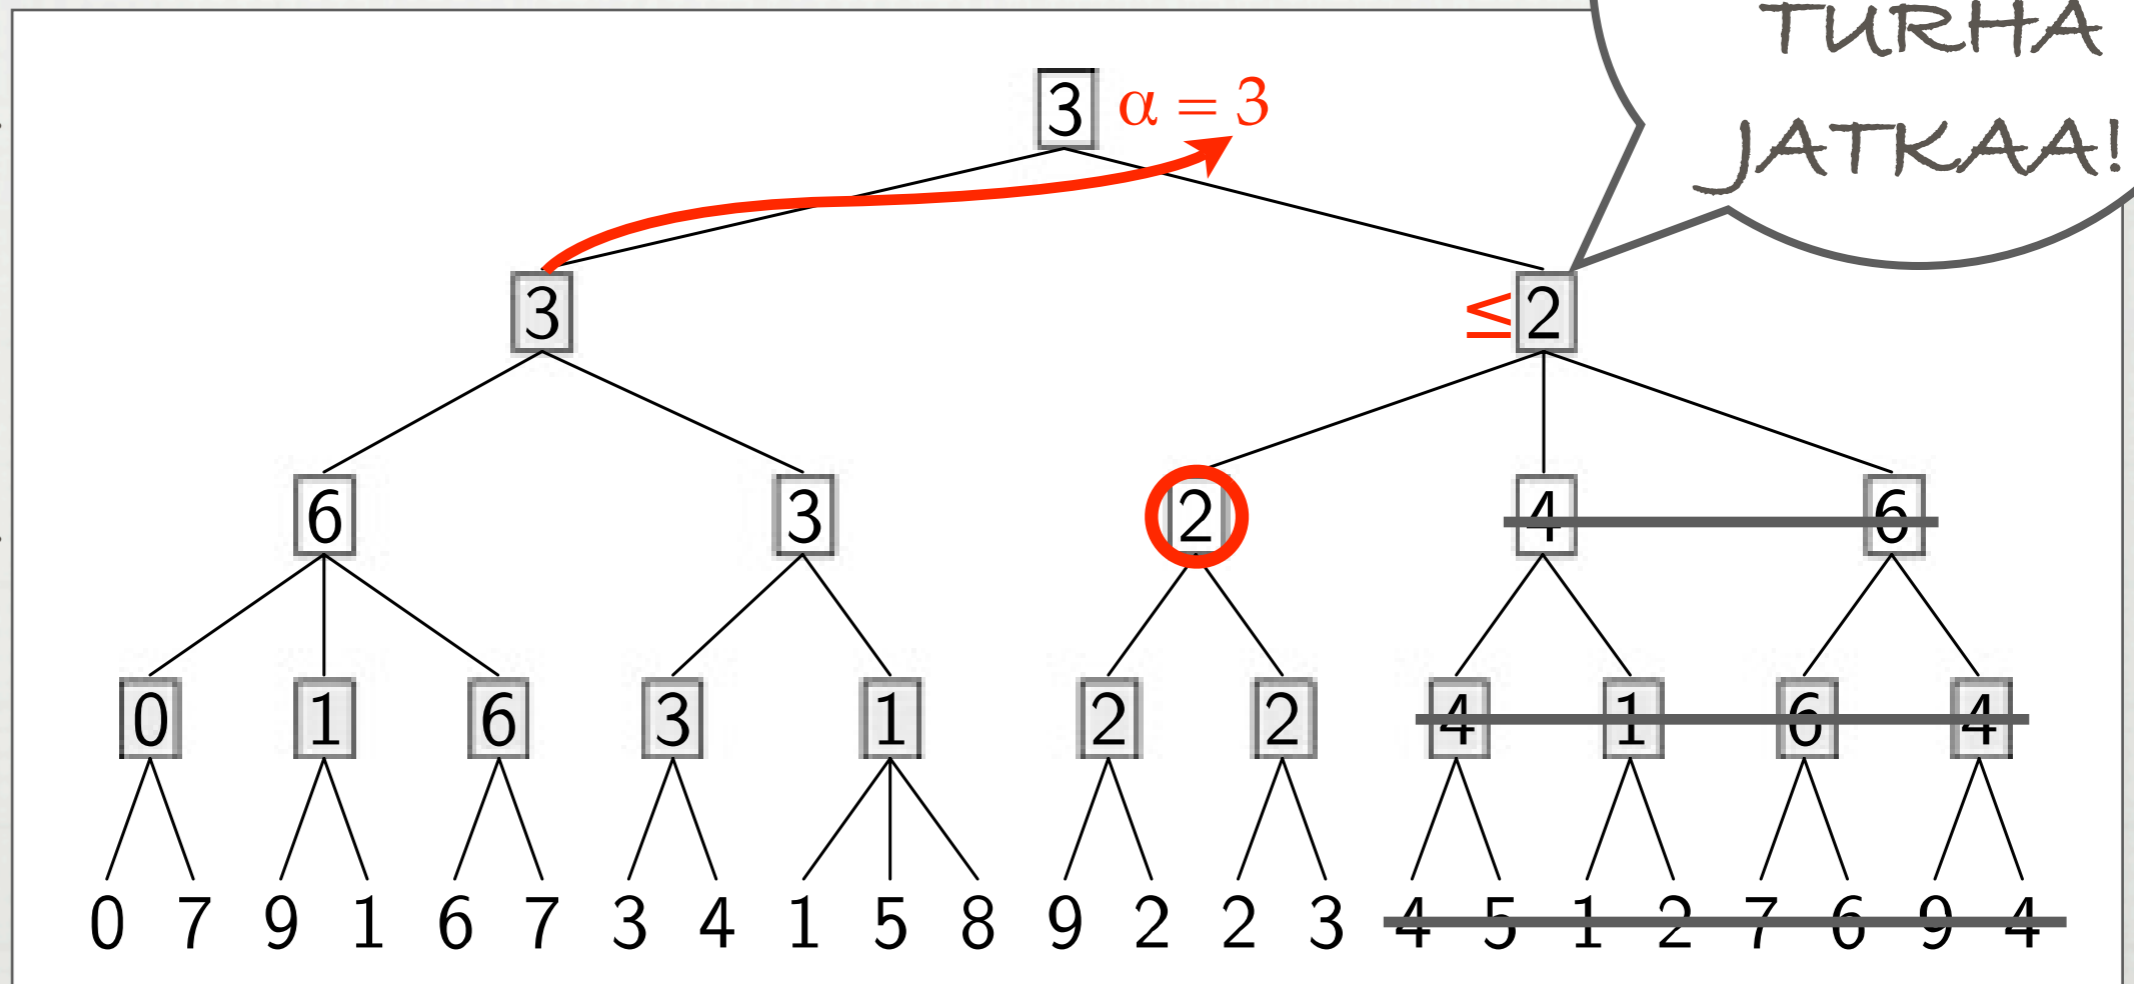 TURHA
JATKAA!
3 α = 3
3 ≤ 2
6 3 2 4 6
0 1 6 3 1 2 2 4 1 6 4
0 7 9 1 6 7 3 4 1 5 8 9 2 2 3 4 5 1 2 7 6 9 4